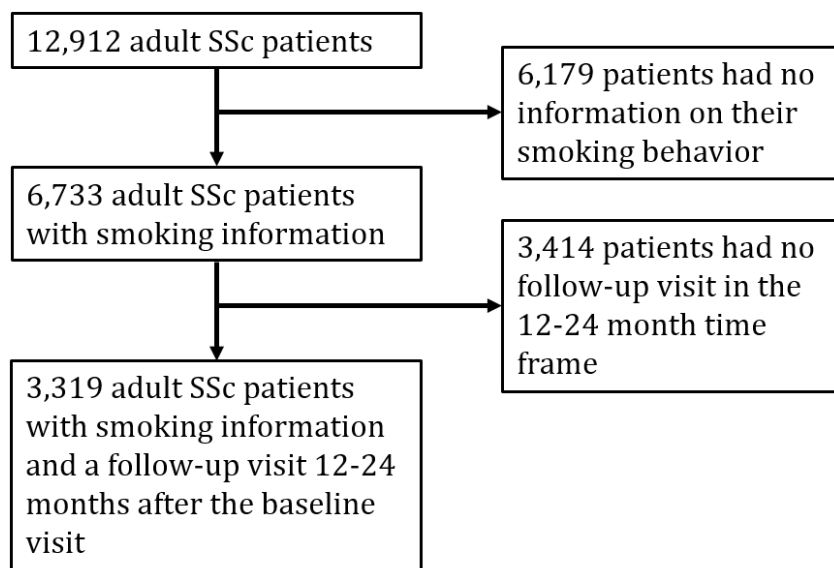 12,912 adult SSc patients
6,179 patients had no
information on their
smoking behavior
6,733 adult SSc patients
with smoking information
3,414 patients had no
follow-up visit in the
12-24 month time
frame
3,319 adult SSc patients
with smoking information
and a follow-up visit 12-24
months after the baseline
visit